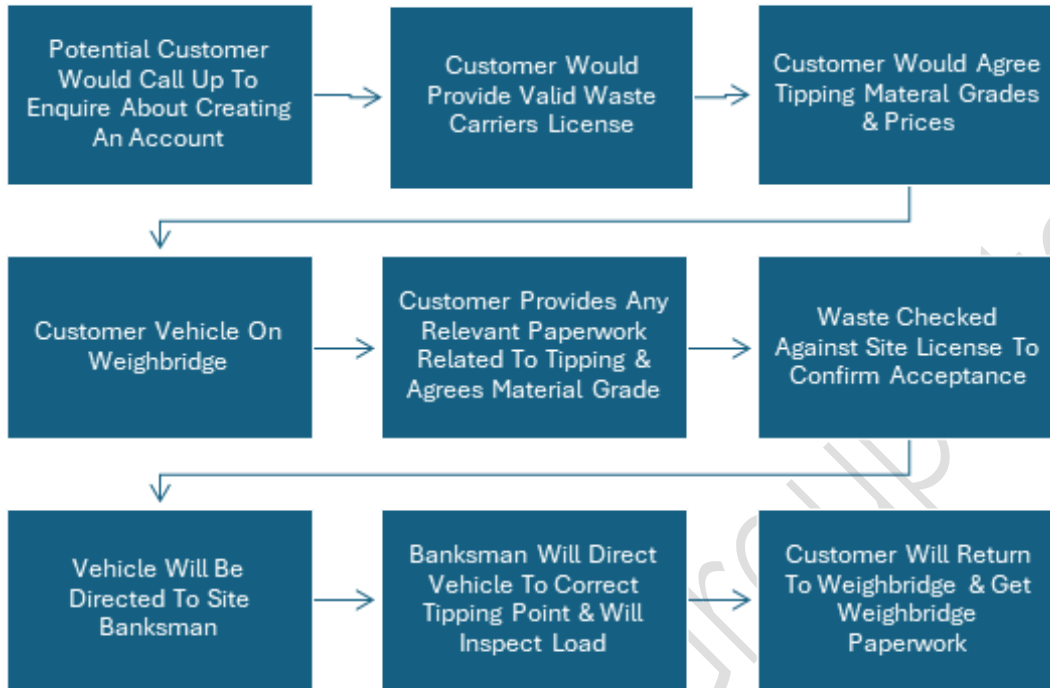 Potential Customer
Would Call Up To
Enquire About Creating
An Account
Customer Would
Provide Valid Waste
Carriers License
Customer Would Agree
Tipping Materal Grades
& Prices
Customer Vehicle On
Weighbridge
Customer Provides Any
Relevant Paperwork
Related To Tipping &
Agrees Material Grade
Waste Checked
Against Site License To
Confirm Acceptance
Vehicle Will Be
Directed To Site
Banksman
Banksman Will Direct
Vehicle To Correct
Tipping Point & Will
Inspect Load
Customer Will Return
To Weighbridge & Get
Weighbridge
Paperwork